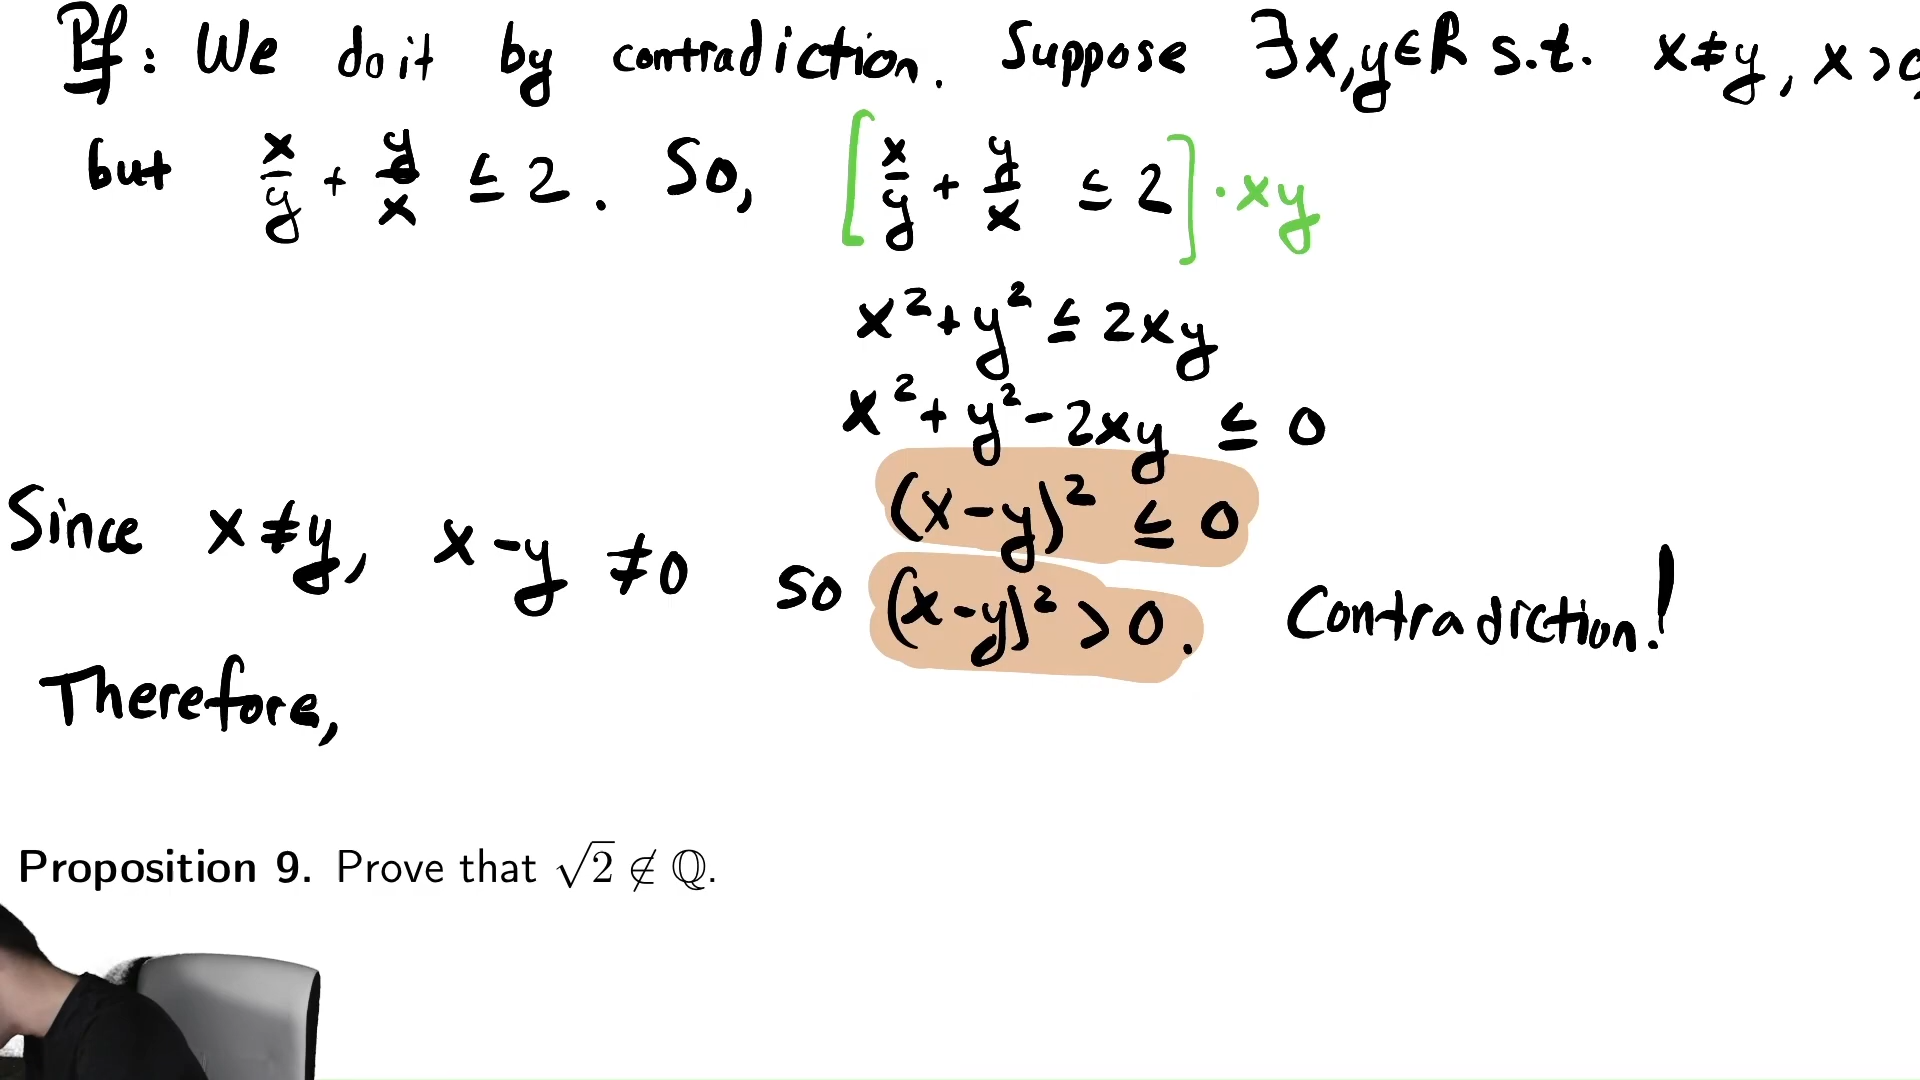 Pf: We do it by contradiction. Suppose ∃x,y∈R s.t. x≠y, x>0,
but x/y + y/x ≤ 2. So, [x/y + y/x ≤ 2]·xy
x²+y² ≤ 2xy
x²+y²-2xy ≤ 0
(x-y)² ≤ 0
Since x≠y, x-y ≠0 so (x-y)²>0. Contradiction!
Therefore,
Proposition 9. Prove that √2 ∉ ℚ.